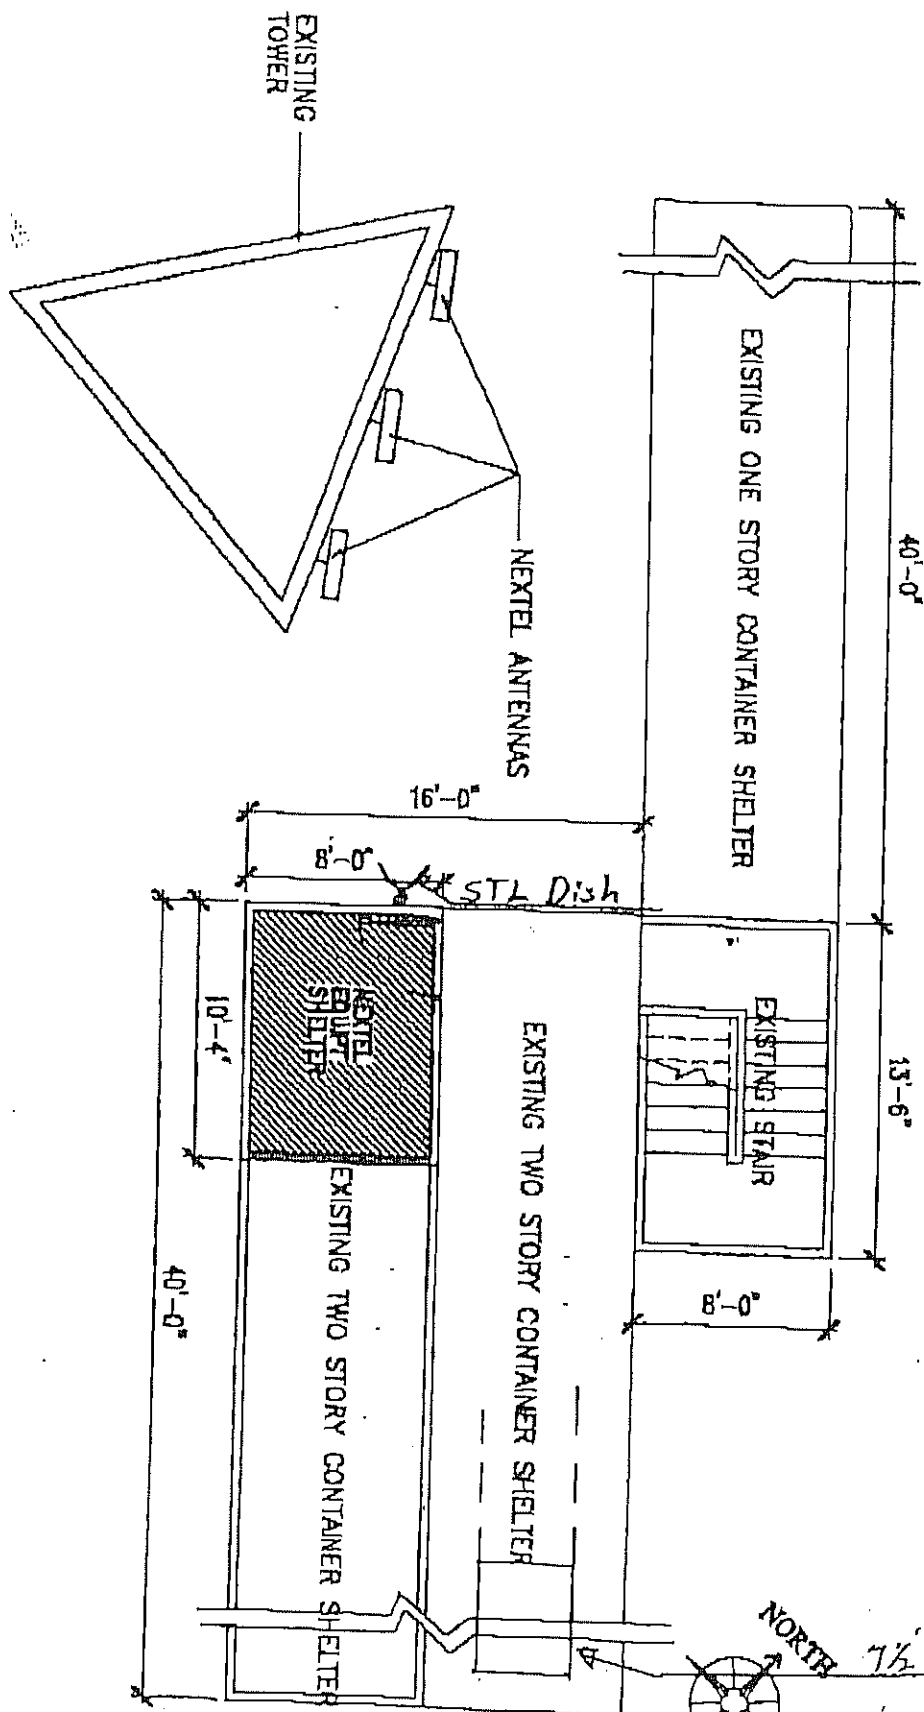 EXISTING
TOWER
NEXTEL ANTENNAS
EXISTING ONE STORY CONTAINER SHELTER
40'-0"
16'-0"
8'-0"
STL Dish
NEXTEL
EQUIPT
SHELTER
10'-4"
40'-0"
EXISTING STAIR
13'-6"
8'-0"
EXISTING TWO STORY CONTAINER SHELTER
EXISTING TWO STORY CONTAINER SHELTER
NORTH
7½'